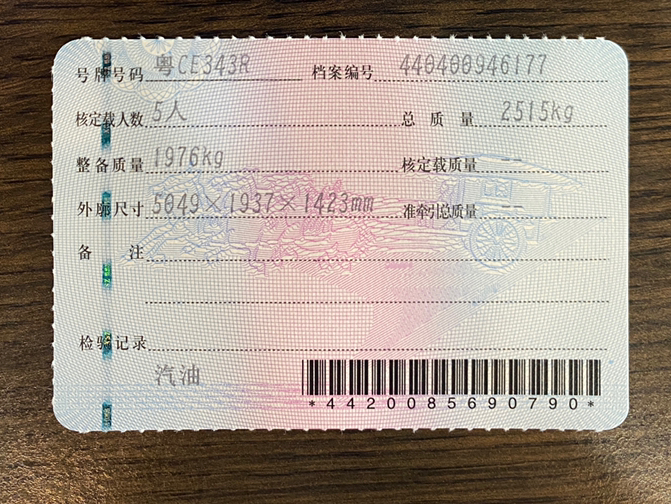 号牌号码 粤CE343R 档案编号 440400946177
核定载人数 5人 总质量 2515kg
整备质量 1976kg 核定载质量 --
外廓尺寸 5049×1937×1423mm 准牵引总质量 --
备注
检验记录
汽油
*4420085690790*